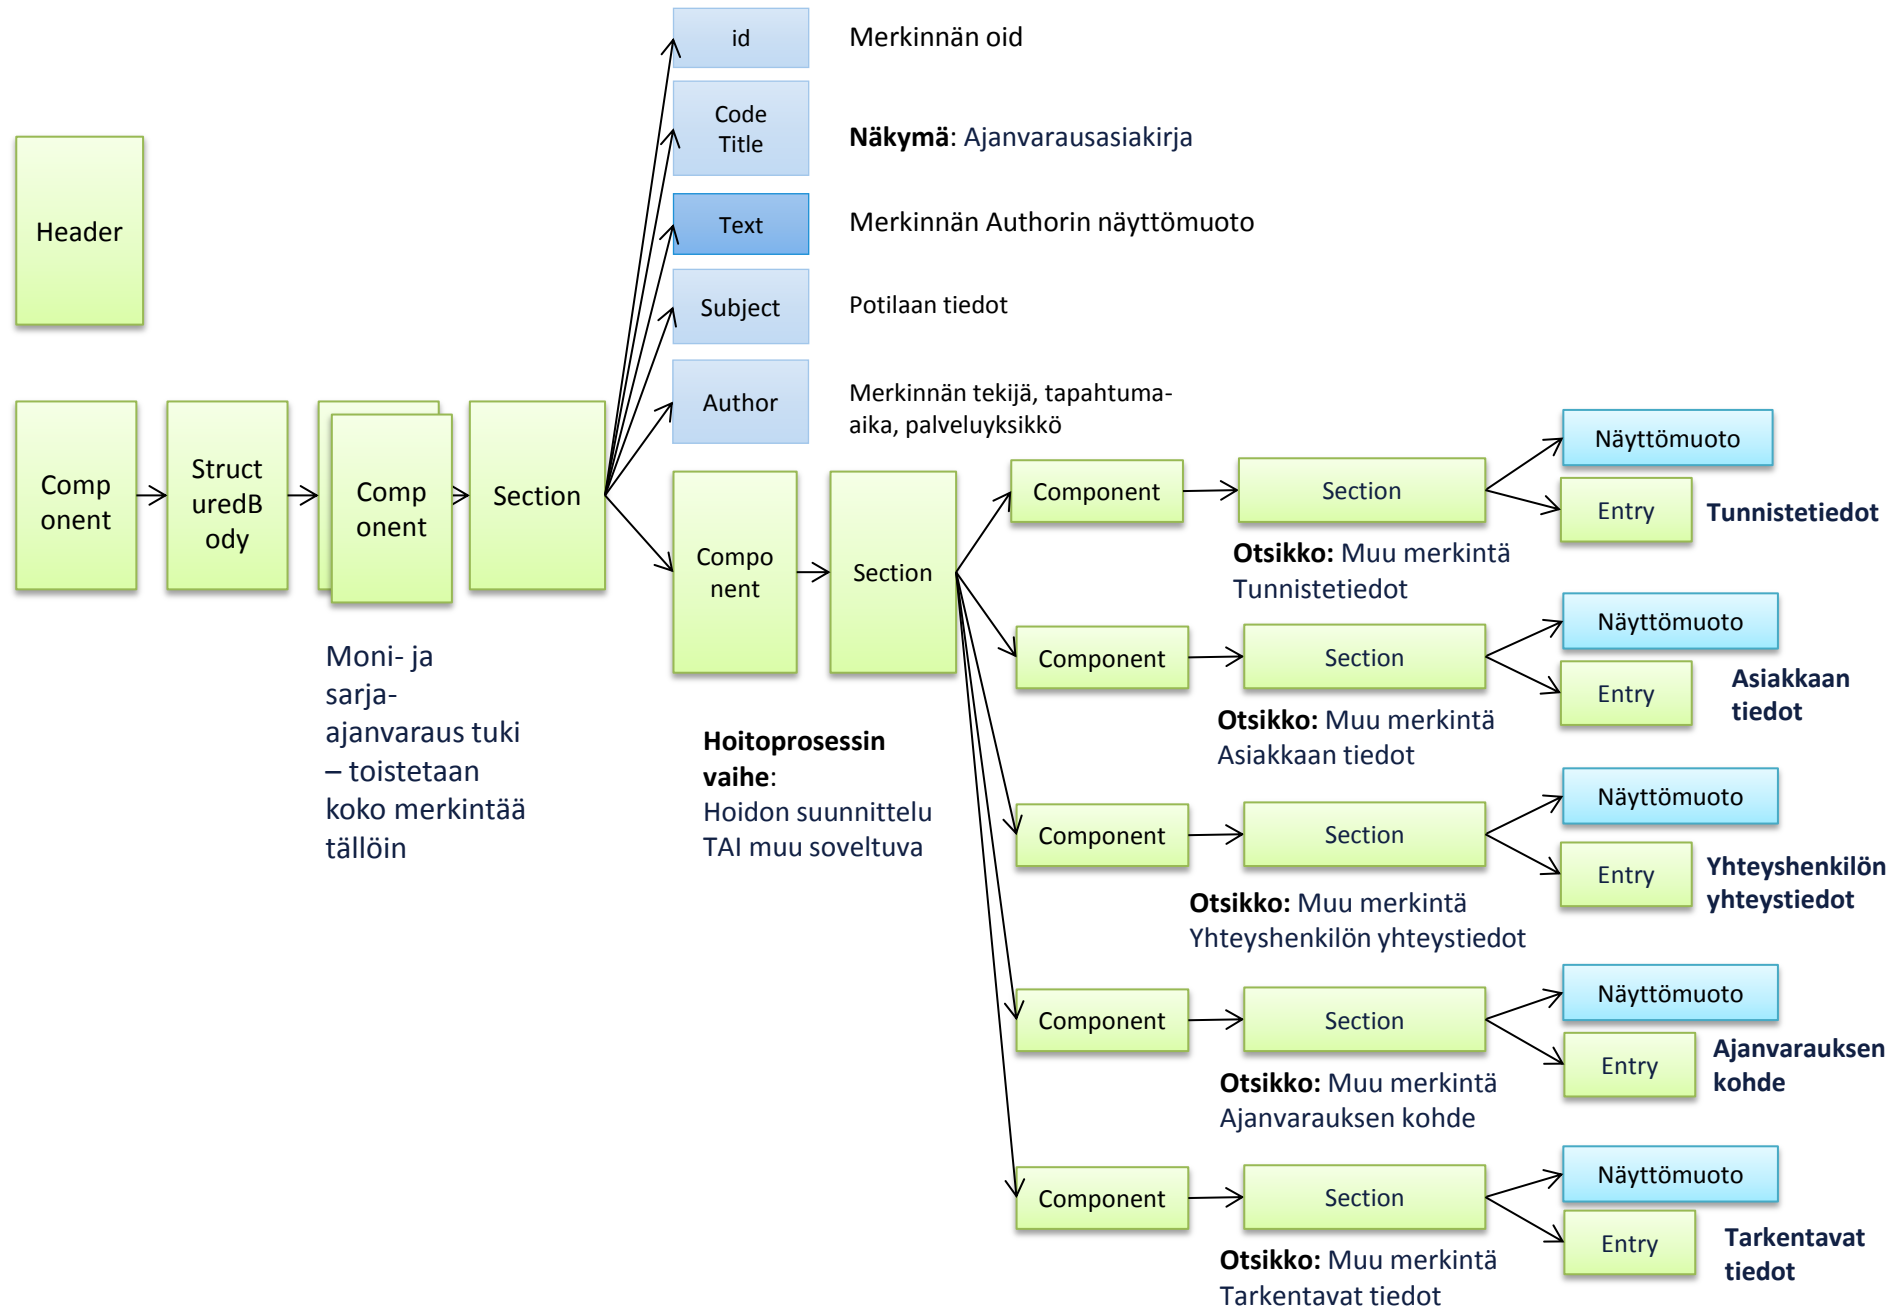 id
Merkinnän oid
Code
Title
Näkymä: Ajanvarausasiakirja
Header
Text
Merkinnän Authorin näyttömuoto
Subject
Potilaan tiedot
Author
Merkinnän tekijä, tapahtuma-
aika, palveluyksikkö
Comp
onent
Struct
uredB
ody
Comp
onent
Section
Moni- ja
sarja-
ajanvaraus tuki
– toistetaan
koko merkintää
tällöin
Compo
nent
Section
Hoitoprosessin
vaihe:
Hoidon suunnittelu
TAI muu soveltuva
Component
Section
Näyttömuoto
Entry
Tunnistetiedot
Otsikko: Muu merkintä
Tunnistetiedot
Component
Section
Näyttömuoto
Entry
Asiakkaan
tiedot
Otsikko: Muu merkintä
Asiakkaan tiedot
Component
Section
Näyttömuoto
Entry
Yhteyshenkilön
yhteystiedot
Otsikko: Muu merkintä
Yhteyshenkilön yhteystiedot
Component
Section
Näyttömuoto
Entry
Ajanvarauksen
kohde
Otsikko: Muu merkintä
Ajanvarauksen kohde
Component
Section
Näyttömuoto
Entry
Tarkentavat
tiedot
Otsikko: Muu merkintä
Tarkentavat tiedot